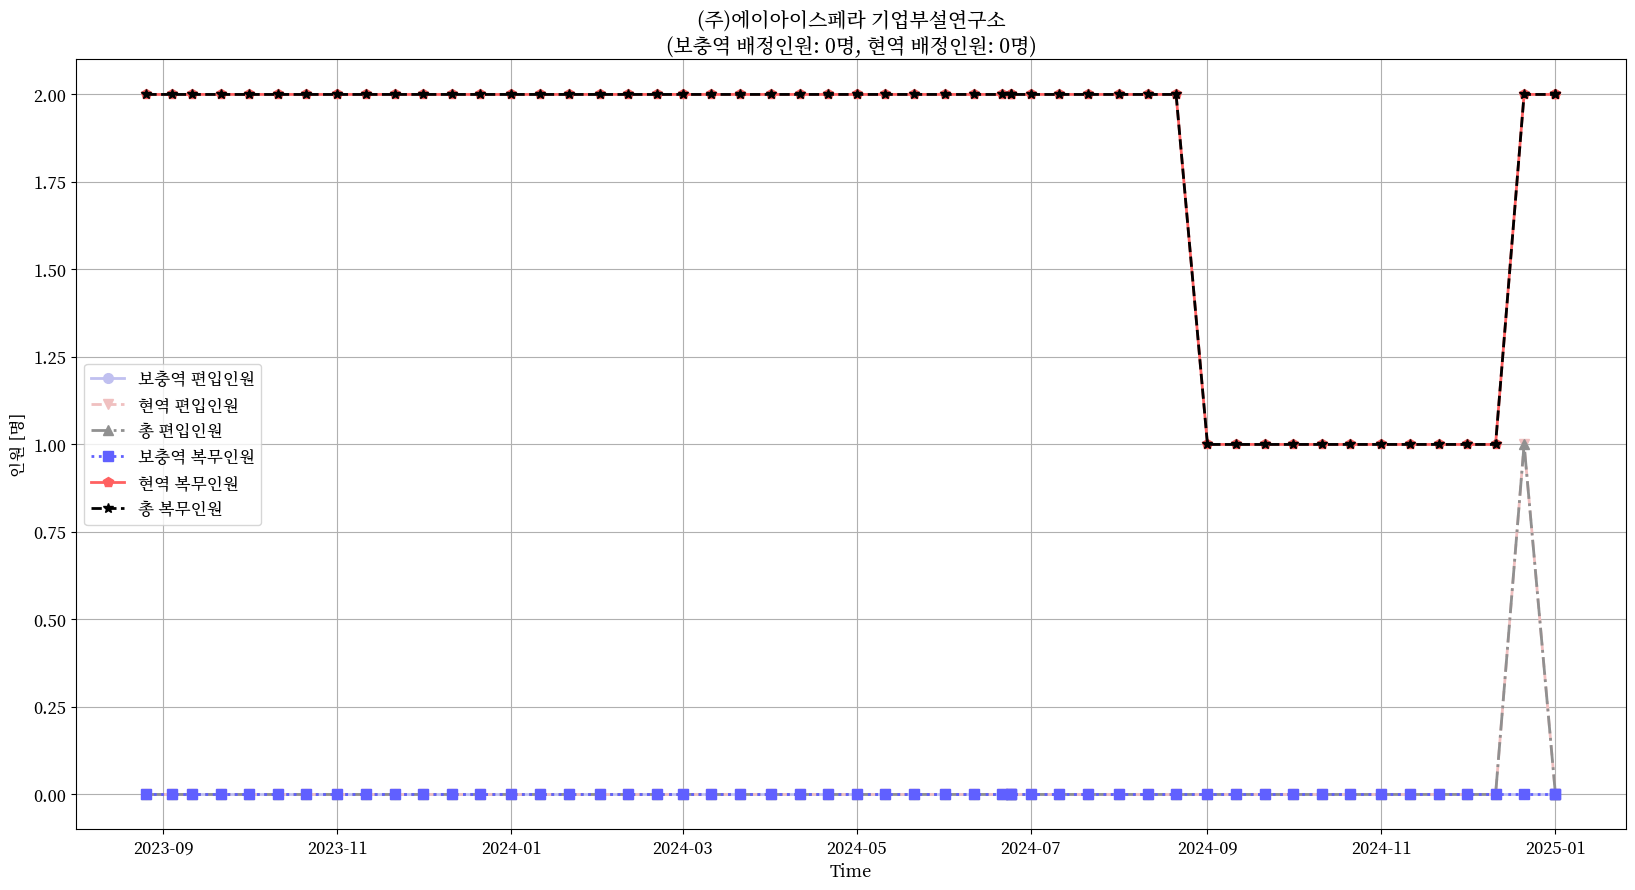 (주)에이아이스페라 기업부설연구소
(보충역 배정인원: 0명, 현역 배정인원: 0명)
인원 [명]
2.00
1.75
1.50
1.25
1.00
0.75
0.50
0.25
0.00
보충역 편입인원
현역 편입인원
총 편입인원
보충역 복무인원
현역 복무인원
총 복무인원
2023-09
2023-11
2024-01
2024-03
2024-05
2024-07
2024-09
2024-11
2025-01
Time